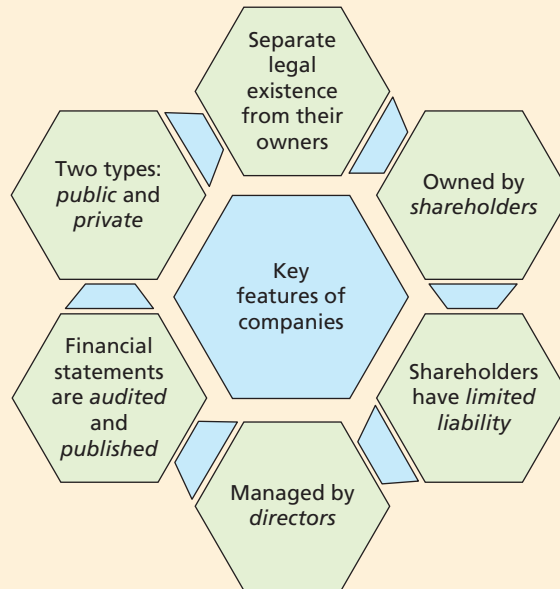 Separate
legal
existence
from their
owners
Two types:
public and
private
Owned by
shareholders
Key
features of
companies
Financial
statements
are audited
and
published
Shareholders
have limited
liability
Managed by
directors